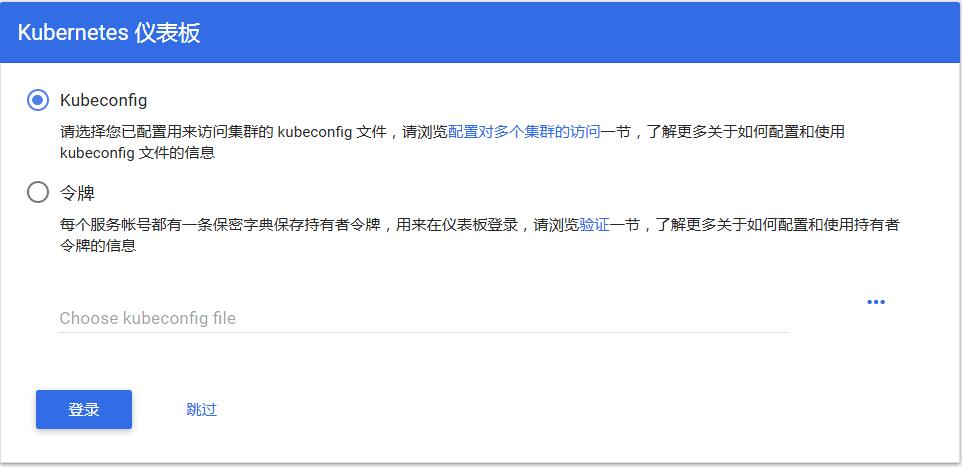 Kubernetes 仪表板
Kubeconfig
请选择您已配置用来访问集群的 kubeconfig 文件，请浏览配置对多个集群的访问一节，了解更多关于如何配置和使用
kubeconfig 文件的信息
令牌
每个服务帐号都有一条保密字典保存持有者令牌，用来在仪表板登录，请浏览验证一节，了解更多关于如何配置和使用持有者
令牌的信息
Choose kubeconfig file
登录 跳过